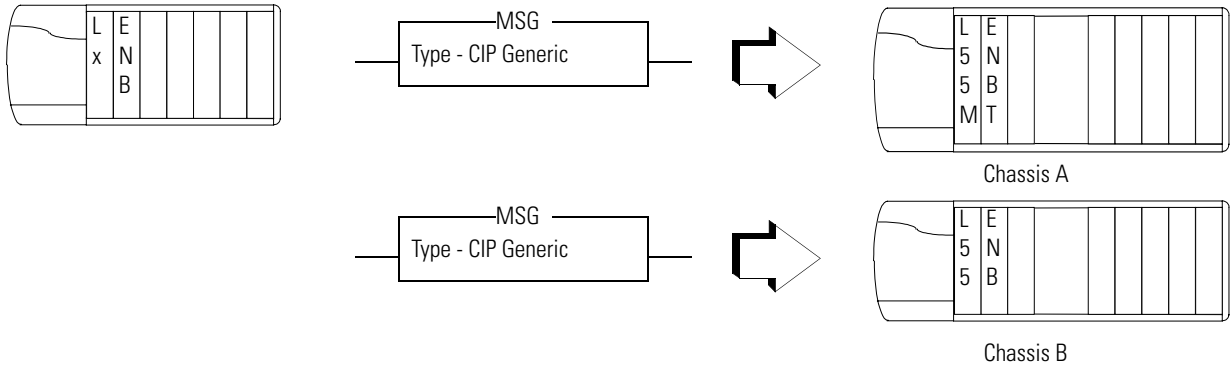 L E
x N
B
MSG
Type - CIP Generic
L E
5 N
5 B
M T
Chassis A
MSG
Type - CIP Generic
L E
5 N
5 B
Chassis B